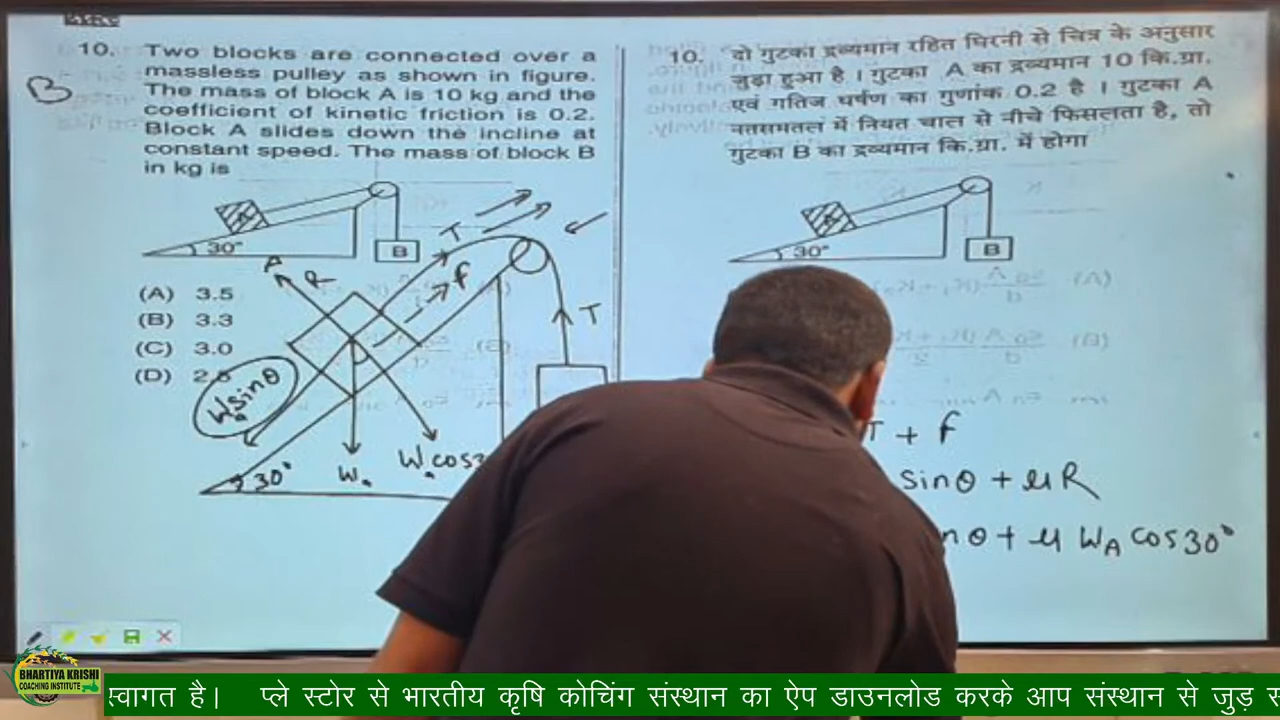 10. Two blocks are connected over a
massless pulley as shown in figure.
The mass of block A is 10 kg and the
coefficient of kinetic friction is 0.2.
Block A slides down the incline at
constant speed. The mass of block B
in kg is
B
A
30°
B
(A) 3.5
(B) 3.3
(C) 3.0
(D)
A
R
T
f
T
W sinθ
30°
W
W cos3
10. दो गुटका द्रव्यमान रहित घिरनी से चित्र के अनुसार
जुड़ा हुआ है । गुटका A का द्रव्यमान 10 कि.ग्रा.
एवं गतिज घर्षण का गुणांक 0.2 है । गुटका A
नतसमतल में नियत चाल से नीचे फिसलता है, तो
गुटका B का द्रव्यमान कि.ग्रा. में होगा
A
30°
B
T + f
sinθ + μR
n θ + μ WA cos30°
BHARTIYA KRISHI
COACHING INSTITUTE
स्वागत है। प्ले स्टोर से भारतीय कृषि कोचिंग संस्थान का ऐप डाउनलोड करके आप संस्थान से जुड़ स